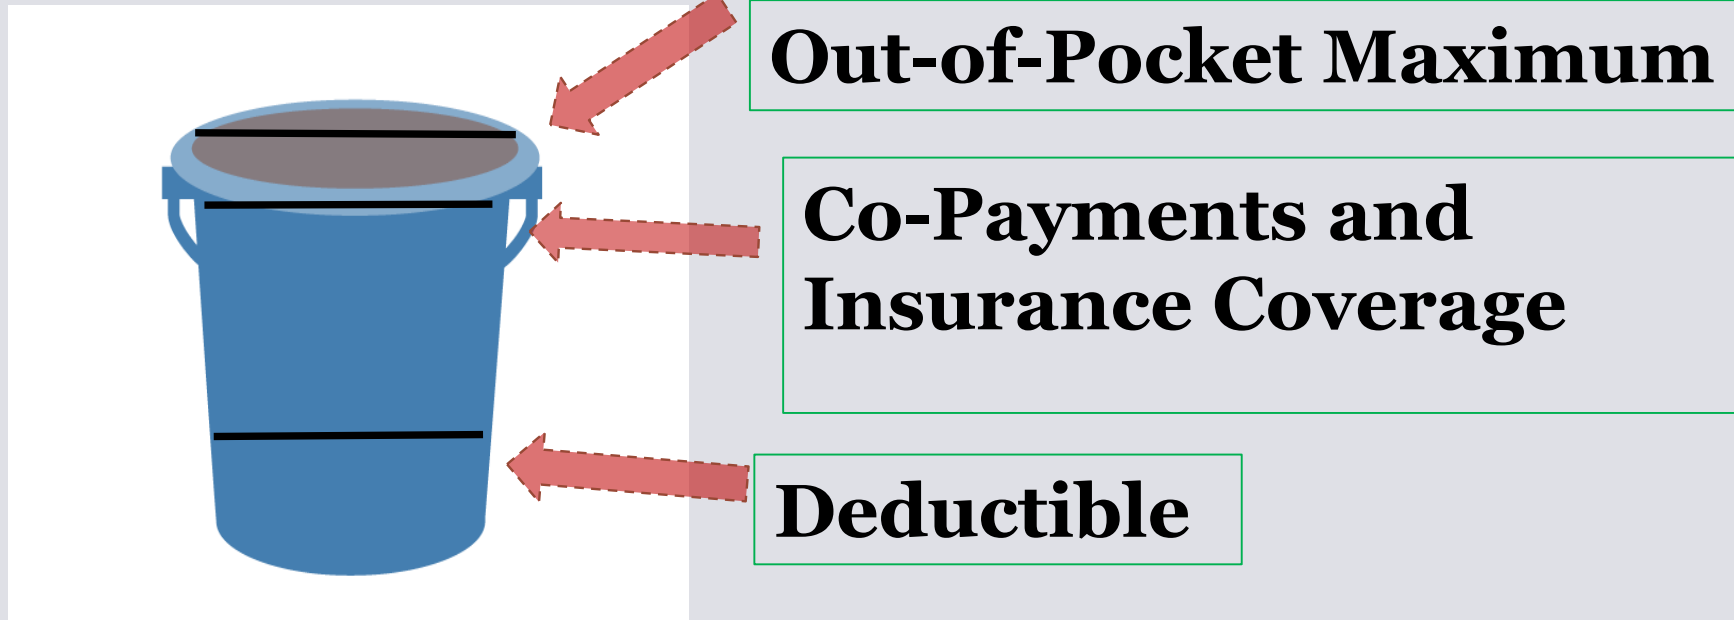 Out-of-Pocket Maximum
Co-Payments and
Insurance Coverage
Deductible